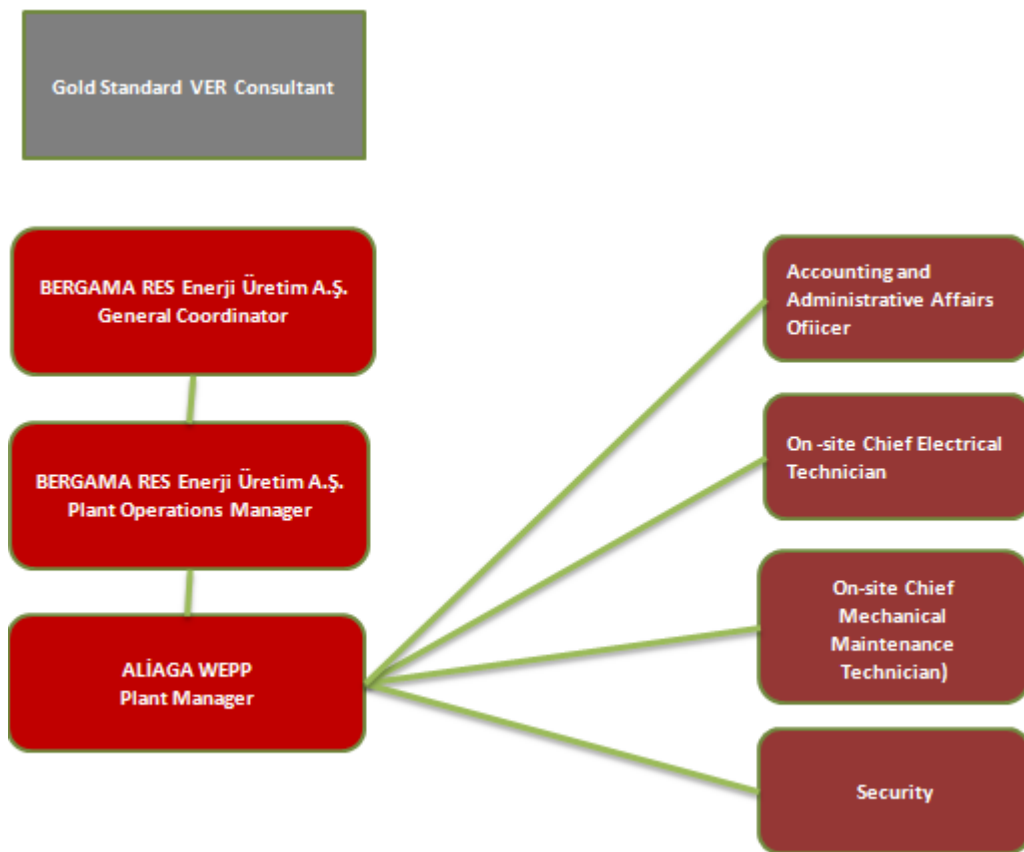 Gold Standard VER Consultant
BERGAMA RES Enerji Üretim A.Ş.
General Coordinator
BERGAMA RES Enerji Üretim A.Ş.
Plant Operations Manager
ALİAGA WEPP
Plant Manager
Accounting and
Administrative Affairs
Ofiicer
On -site Chief Electrical
Technician
On-site Chief
Mechanical
Maintenance
Technician)
Security